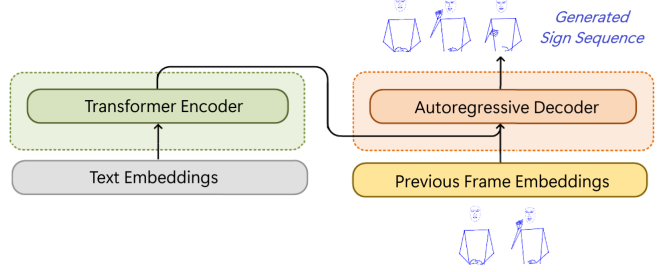 Generated
Sign Sequence
Transformer Encoder
Autoregressive Decoder
Text Embeddings
Previous Frame Embeddings